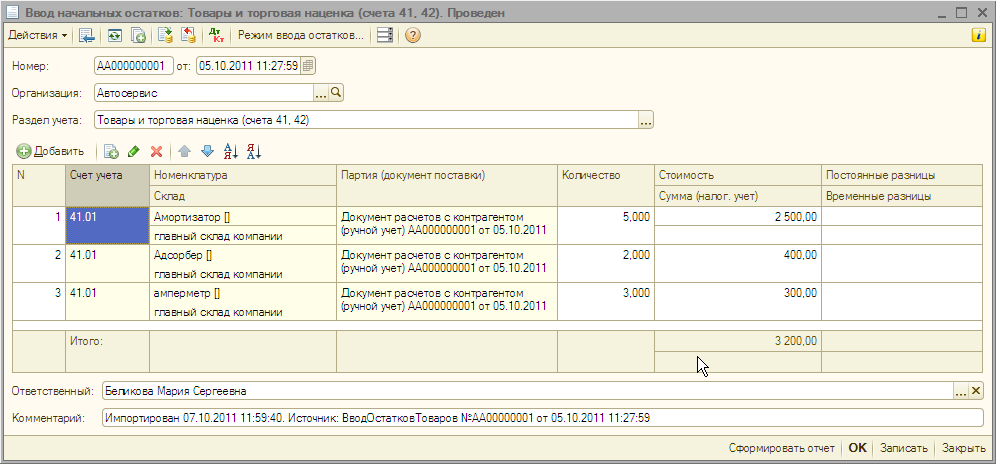 Ввод начальных остатков: Товары и торговая наценка (счета 41, 42). Проведен
Действия Дт Кт Режим ввода остатков...
Номер: АА000000001 от: 05.10.2011 11:27:59
Организация: Автосервис ...
Раздел учета: Товары и торговая наценка (счета 41, 42) ...
Добавить
N Счет учета Номенклатура Партия (документ поставки) Количество Стоимость Постоянные разницы
Склад Сумма (налог. учет) Временные разницы
1 41.01 Амортизатор [] Документ расчетов с контрагентом 5,000 2 500,00
главный склад компании (ручной учет) АА000000001 от 05.10.2011
2 41.01 Адсорбер [] Документ расчетов с контрагентом 2,000 400,00
главный склад компании (ручной учет) АА000000001 от 05.10.2011
3 41.01 амперметр [] Документ расчетов с контрагентом 3,000 300,00
главный склад компании (ручной учет) АА000000001 от 05.10.2011
Итого: 3 200,00
Ответственный: Беликова Мария Сергеевна ...
Комментарий: Импортирован 07.10.2011 11:59:40. Источник: ВводОстатковТоваров №АА00000001 от 05.10.2011 11:27:59
Сформировать отчет OK Записать Закрыть